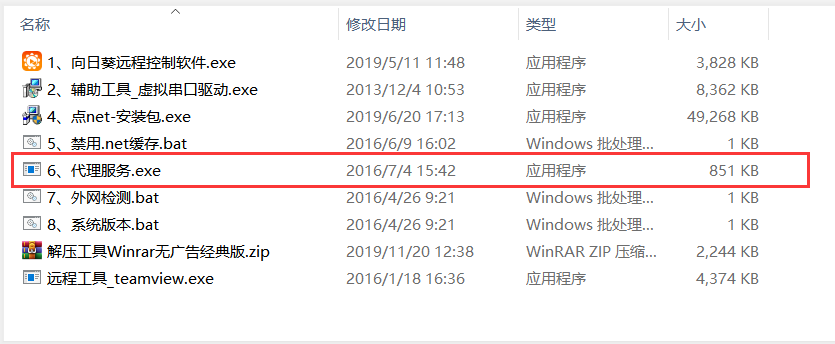 名称 修改日期 类型 大小
1、向日葵远程控制软件.exe 2019/5/11 11:48 应用程序 3,828 KB
2、辅助工具_虚拟串口驱动.exe 2013/12/4 10:53 应用程序 8,362 KB
4、点net-安装包.exe 2019/6/20 17:13 应用程序 49,268 KB
5、禁用.net缓存.bat 2016/6/9 16:02 Windows 批处理... 1 KB
6、代理服务.exe 2016/7/4 15:42 应用程序 851 KB
7、外网检测.bat 2016/4/26 9:21 Windows 批处理... 1 KB
8、系统版本.bat 2016/4/26 9:21 Windows 批处理... 1 KB
解压工具Winrar无广告经典版.zip 2019/11/20 12:38 WinRAR ZIP 压缩... 2,244 KB
远程工具_teamview.exe 2016/1/18 16:36 应用程序 4,374 KB